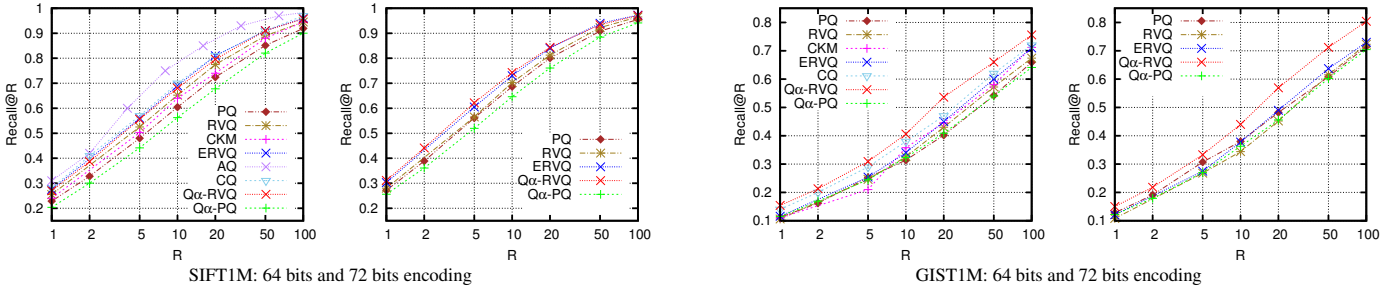 1
0.9
0.8
0.7
0.6
0.5
0.4
0.3
0.2
Recall@R
1 2 5 10 20 50 100
R
PQ
RVQ
CKM
ERVQ
AQ
CQ
Qα-RVQ
Qα-PQ
1
0.9
0.8
0.7
0.6
0.5
0.4
0.3
0.2
Recall@R
1 2 5 10 20 50 100
R
PQ
RVQ
ERVQ
Qα-RVQ
Qα-PQ
SIFT1M: 64 bits and 72 bits encoding
0.8
0.7
0.6
0.5
0.4
0.3
0.2
0.1
Recall@R
1 2 5 10 20 50 100
R
PQ
RVQ
CKM
ERVQ
CQ
Qα-RVQ
Qα-PQ
0.8
0.7
0.6
0.5
0.4
0.3
0.2
0.1
Recall@R
1 2 5 10 20 50 100
R
PQ
RVQ
ERVQ
Qα-RVQ
Qα-PQ
GIST1M: 64 bits and 72 bits encoding